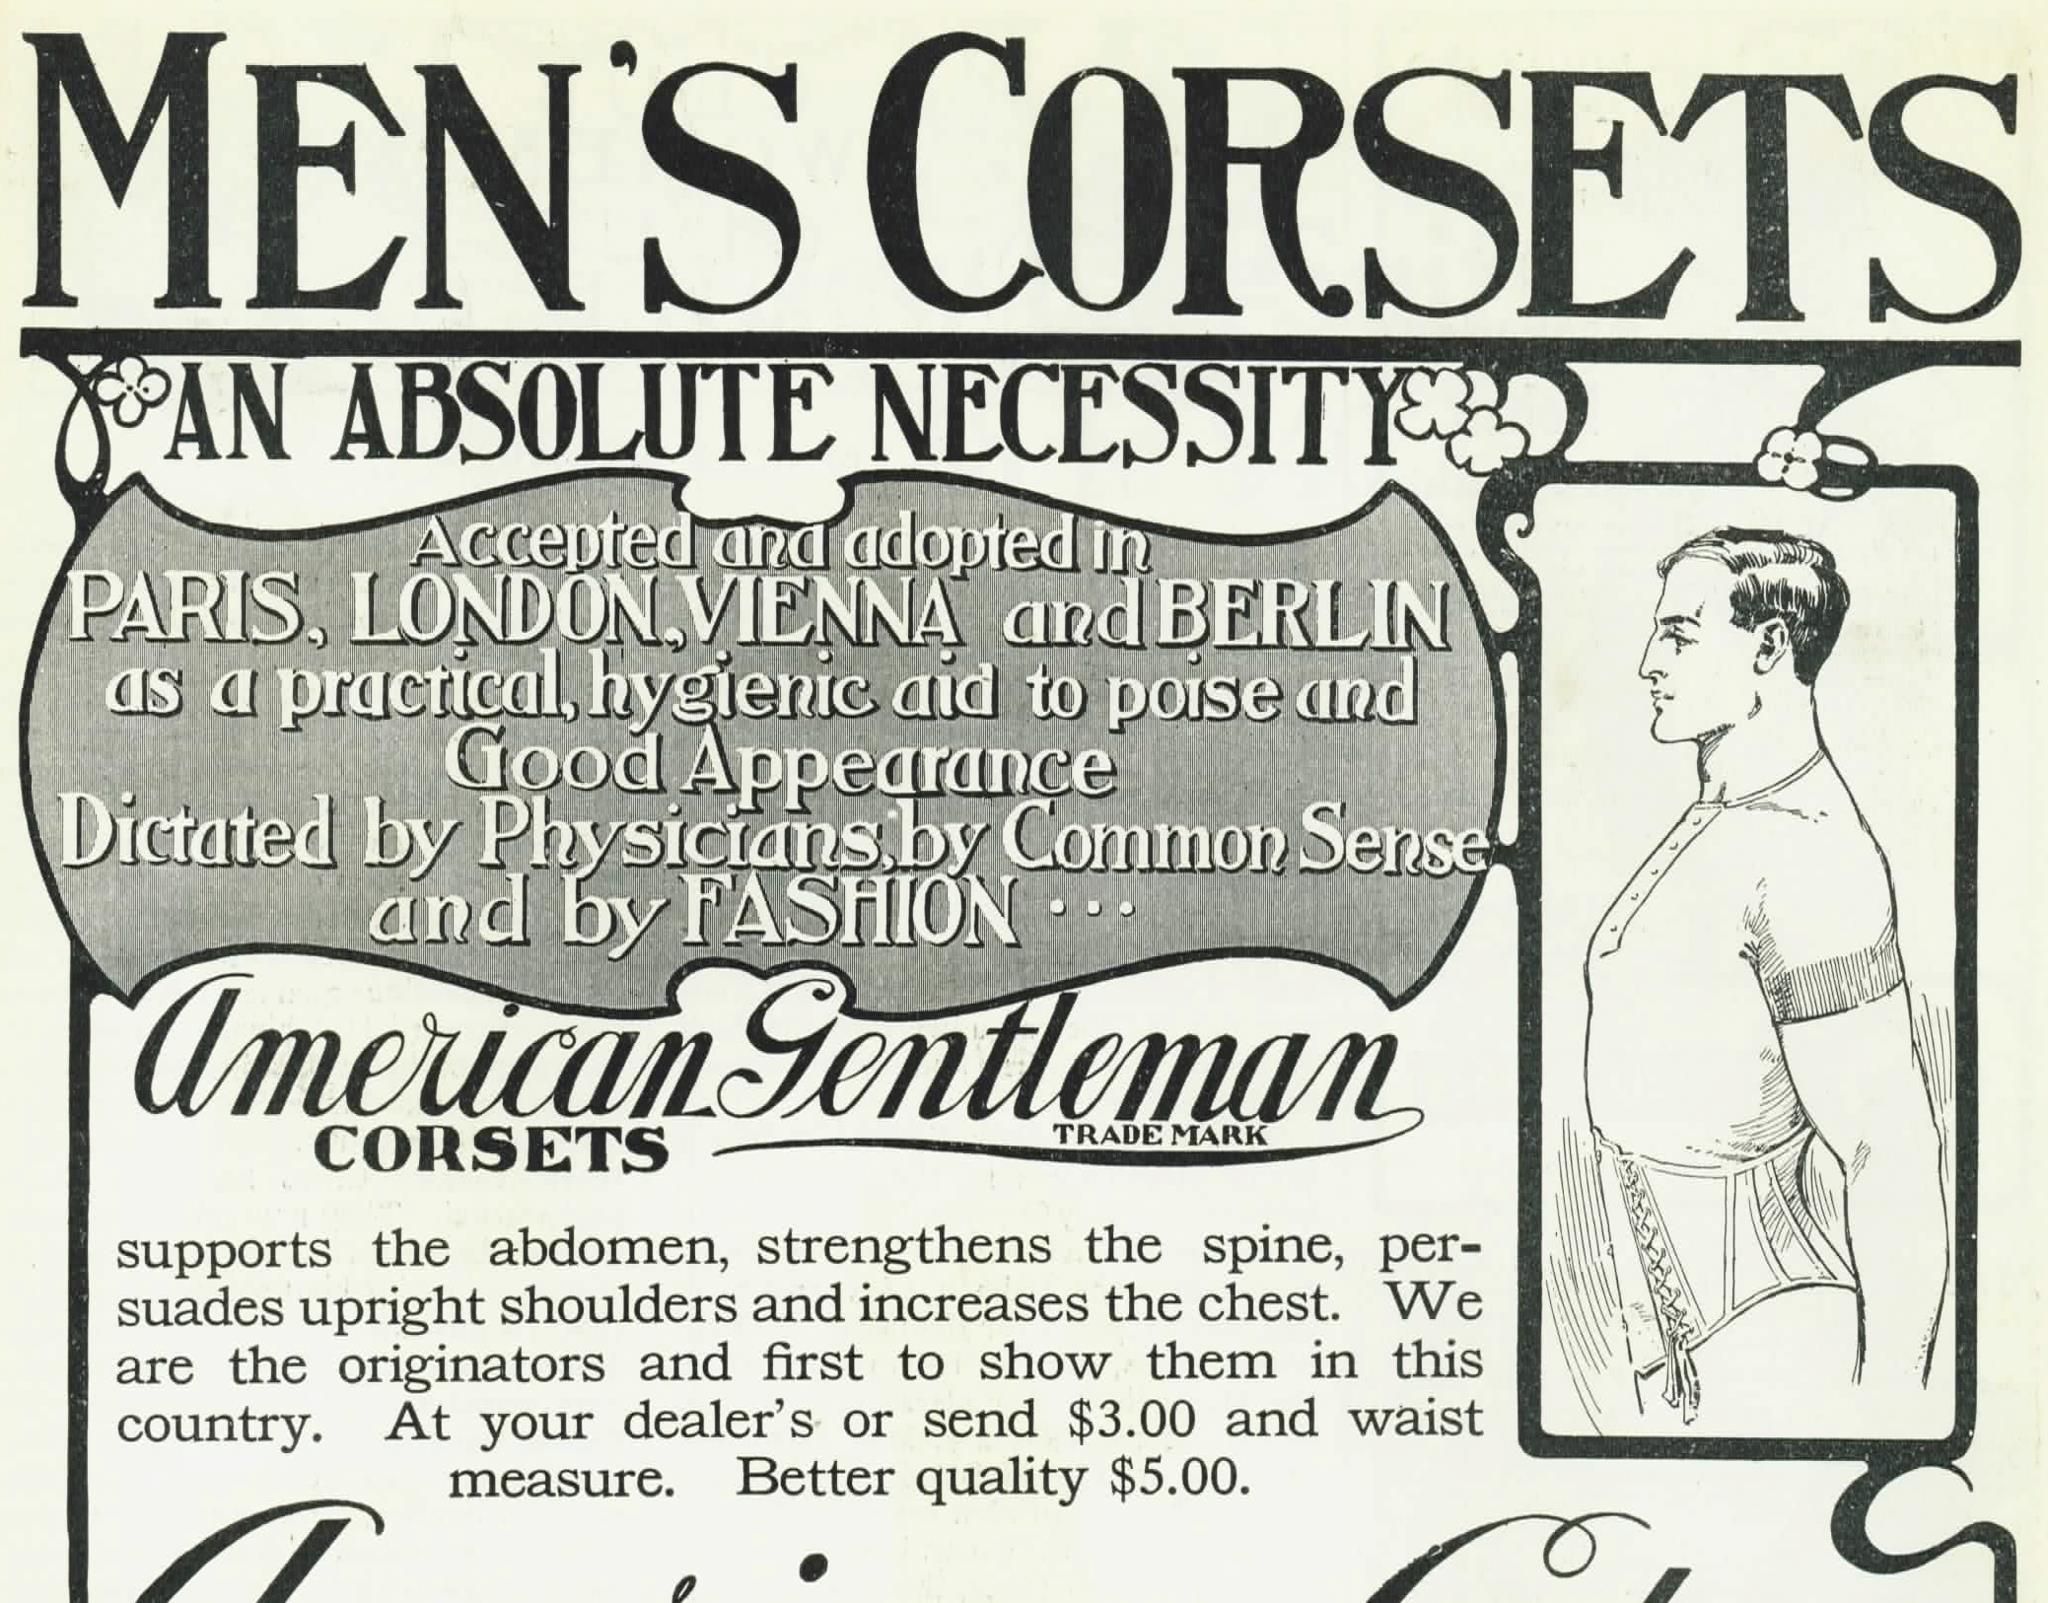 MEN'S CORSETS
AN ABSOLUTE NECESSITY
Accepted and adopted in
PARIS, LONDON, VIENNA and BERLIN
as a practical, hygienic aid to poise and
Good Appearance
Dictated by Physicians, by Common Sense
and by FASHION ...
American Gentleman
CORSETS TRADE MARK
supports the abdomen, strengthens the spine, per-
suades upright shoulders and increases the chest. We
are the originators and first to show them in this
country. At your dealer's or send $3.00 and waist
measure. Better quality $5.00.